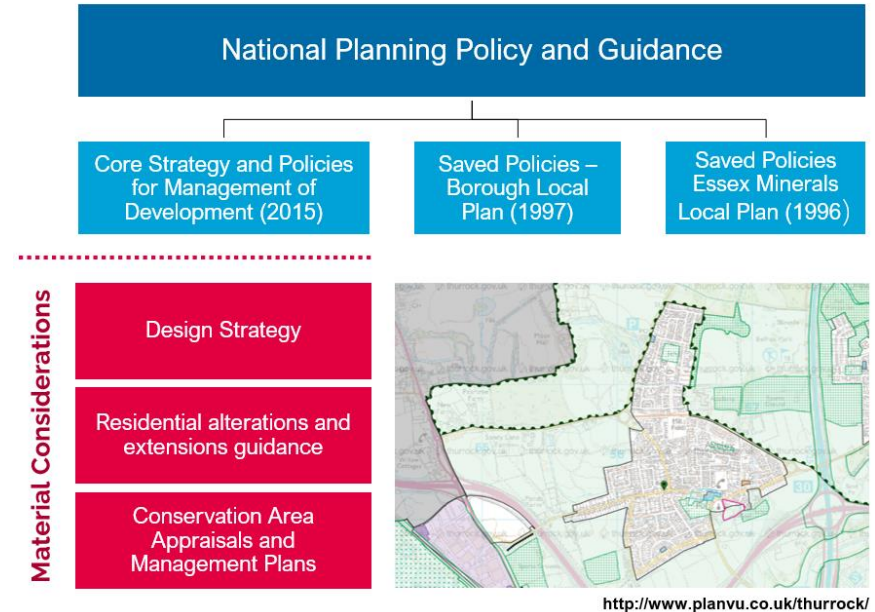 National Planning Policy and Guidance
Core Strategy and Policies
for Management of
Development (2015)
Saved Policies –
Borough Local
Plan (1997)
Saved Policies
Essex Minerals
Local Plan (1996)
Material Considerations
Design Strategy
Residential alterations and
extensions guidance
Conservation Area
Appraisals and
Management Plans
http://www.planvu.co.uk/thurrock/